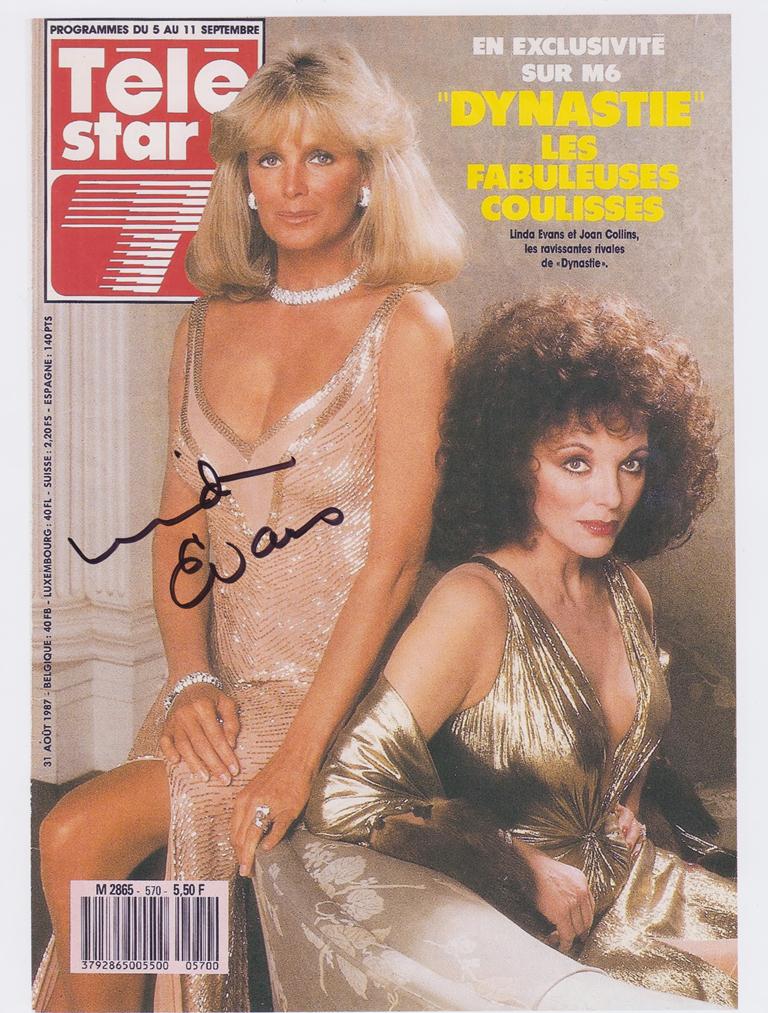 PROGRAMMES DU 5 AU 11 SEPTEMBRE
Télé
star
7
EN EXCLUSIVITÉ
SUR M6
"DYNASTIE"
LES
FABULEUSES
COULISSES
Linda Evans et Joan Collins,
les ravissantes rivales
de «Dynastie».
31 AOÛT 1987 - BELGIQUE : 40 FB - LUXEMBOURG : 40 FL - SUISSE : 2,20 FS - ESPAGNE : 140 PTS
Linda
Evans
M 2865 - 570 - 5,50 F
3792865005500 05700